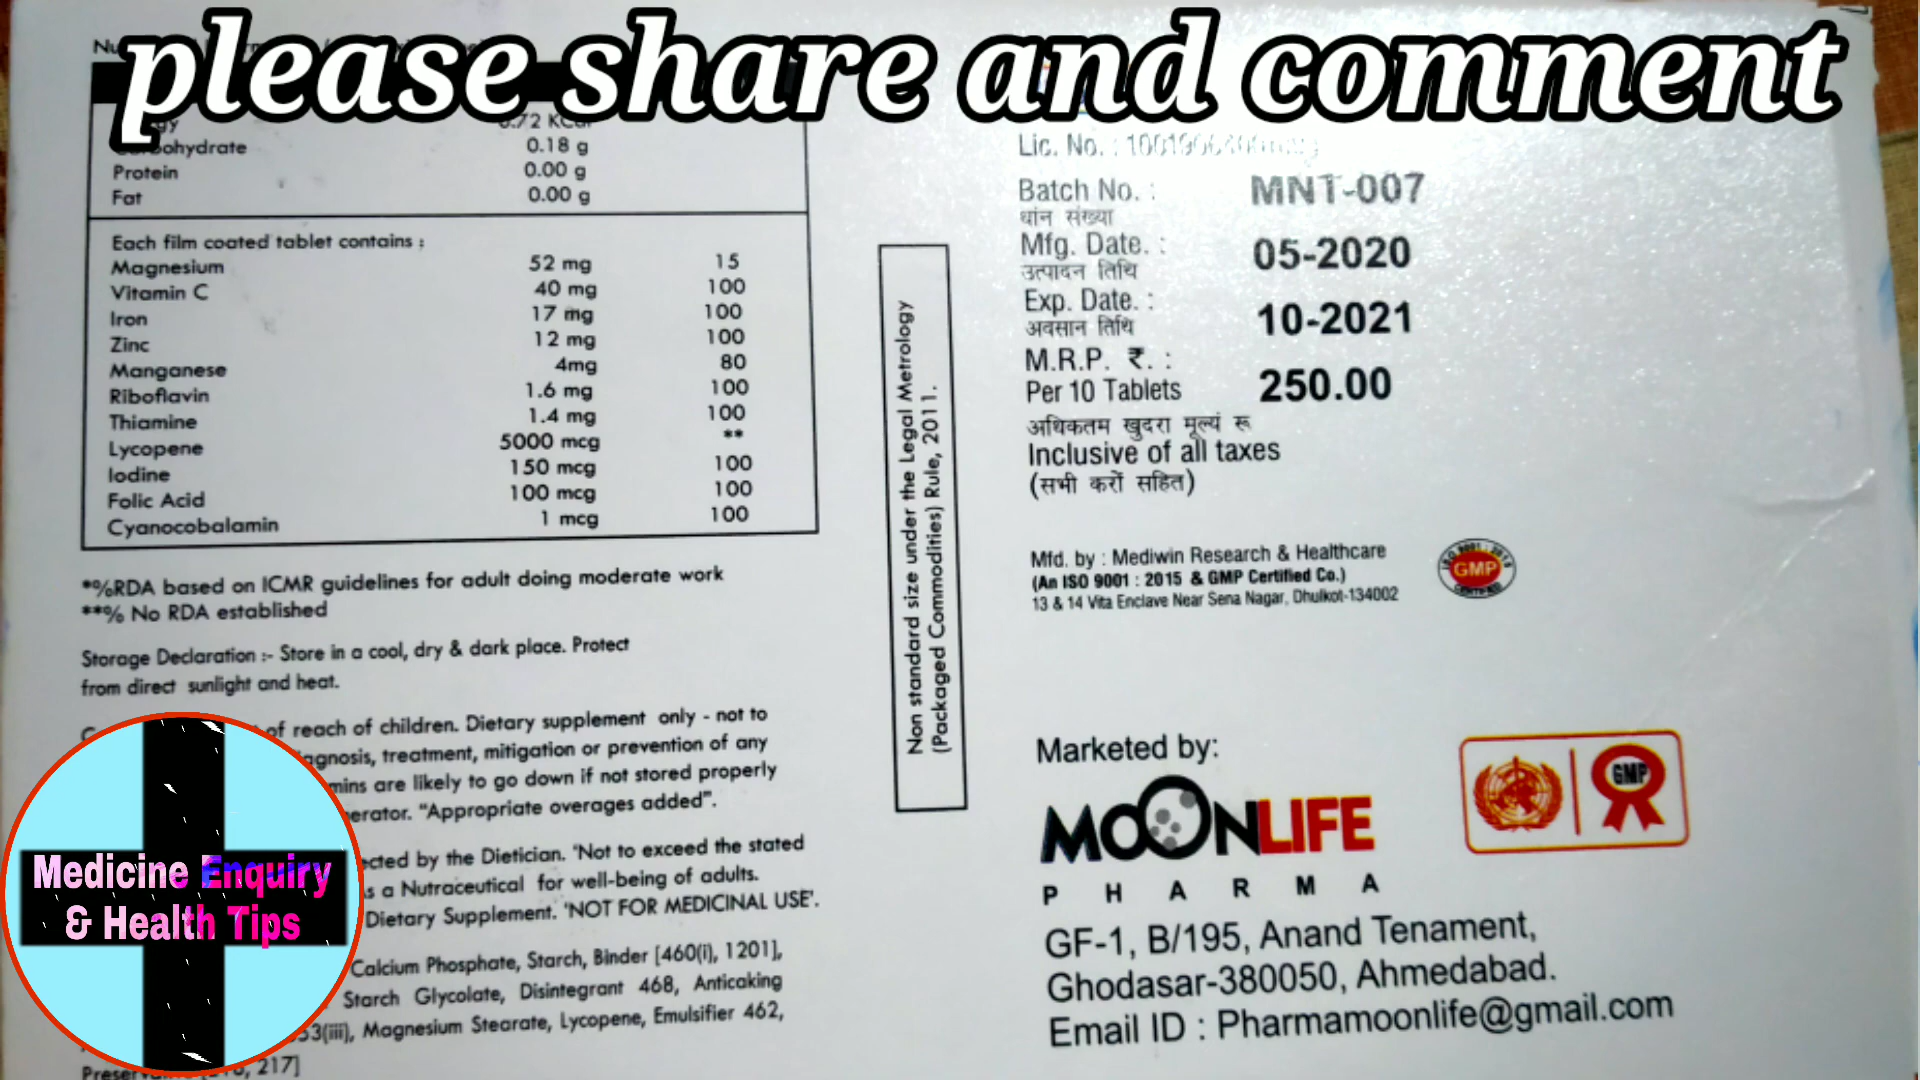 please share and comment
0.72 KCal
Carbohydrate 0.18 g
Protein 0.00 g
Fat 0.00 g
Each film coated tablet contains :
Magnesium 52 mg 15
Vitamin C 40 mg 100
Iron 17 mg 100
Zinc 12 mg 100
Manganese 4mg 80
Riboflavin 1.6 mg 100
Thiamine 1.4 mg 100
Lycopene 5000 mcg **
Iodine 150 mcg 100
Folic Acid 100 mcg 100
Cyanocobalamin 1 mcg 100
*%RDA based on ICMR guidelines for adult doing moderate work
**% No RDA established
Storage Declaration :- Store in a cool, dry & dark place. Protect
from direct sunlight and heat.
of reach of children. Dietary supplement only - not to
treatment, mitigation or prevention of any
are likely to go down if not stored properly
"Appropriate overages added".
by the Dietician. 'Not to exceed the stated
a Nutraceutical for well-being of adults.
Dietary Supplement. 'NOT FOR MEDICINAL USE'.
Calcium Phosphate, Starch, Binder [460(i), 1201],
Starch Glycolate, Disintegrant 468, Anticaking
Magnesium Stearate, Lycopene, Emulsifier 462,
217]
Medicine Enquiry
& Health Tips
Non standard size under the Legal Metrology
(Packaged Commodities) Rule, 2011.
Lic. No. :
Batch No. : MNT-007
थोन संख्या
Mfg. Date. : 05-2020
उत्पादन तिथि
Exp. Date. : 10-2021
अवसान तिथि
M.R.P. ₹. :
Per 10 Tablets 250.00
अधिकतम खुदरा मूल्यं रू
Inclusive of all taxes
(सभी करों सहित)
Mfd. by : Mediwin Research & Healthcare
(An ISO 9001 : 2015 & GMP Certified Co.)
13 & 14 Vita Enclave Near Sena Nagar, Dhulkot-134002
ISO 9001 : 2015
GMP
CERTIFIED
Marketed by:
MOONLIFE
PHARMA
GMP
GF-1, B/195, Anand Tenament,
Ghodasar-380050, Ahmedabad.
Email ID : Pharmamoonlife@gmail.com